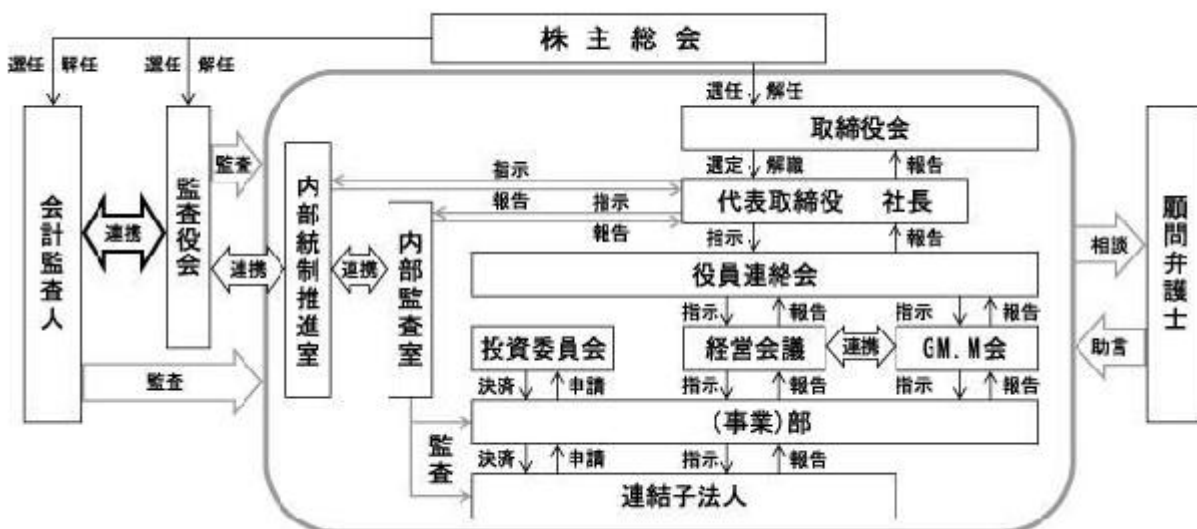 株主総会
選任 解任
選任 解任
選任 解任
取締役会
選定 解職
報告
代表取締役 社長
指示
報告
指示
報告
指示
報告
役員連絡会
会計監査人
連携
監査役会
監査
監査
連携
内部統制推進室
連携
内部監査室
監査
指示
報告
指示
報告
投資委員会
経営会議
連携
GM.M会
決済
申請
指示
報告
指示
報告
(事業)部
決済
申請
指示
報告
連結子法人
相談
助言
顧問弁護士